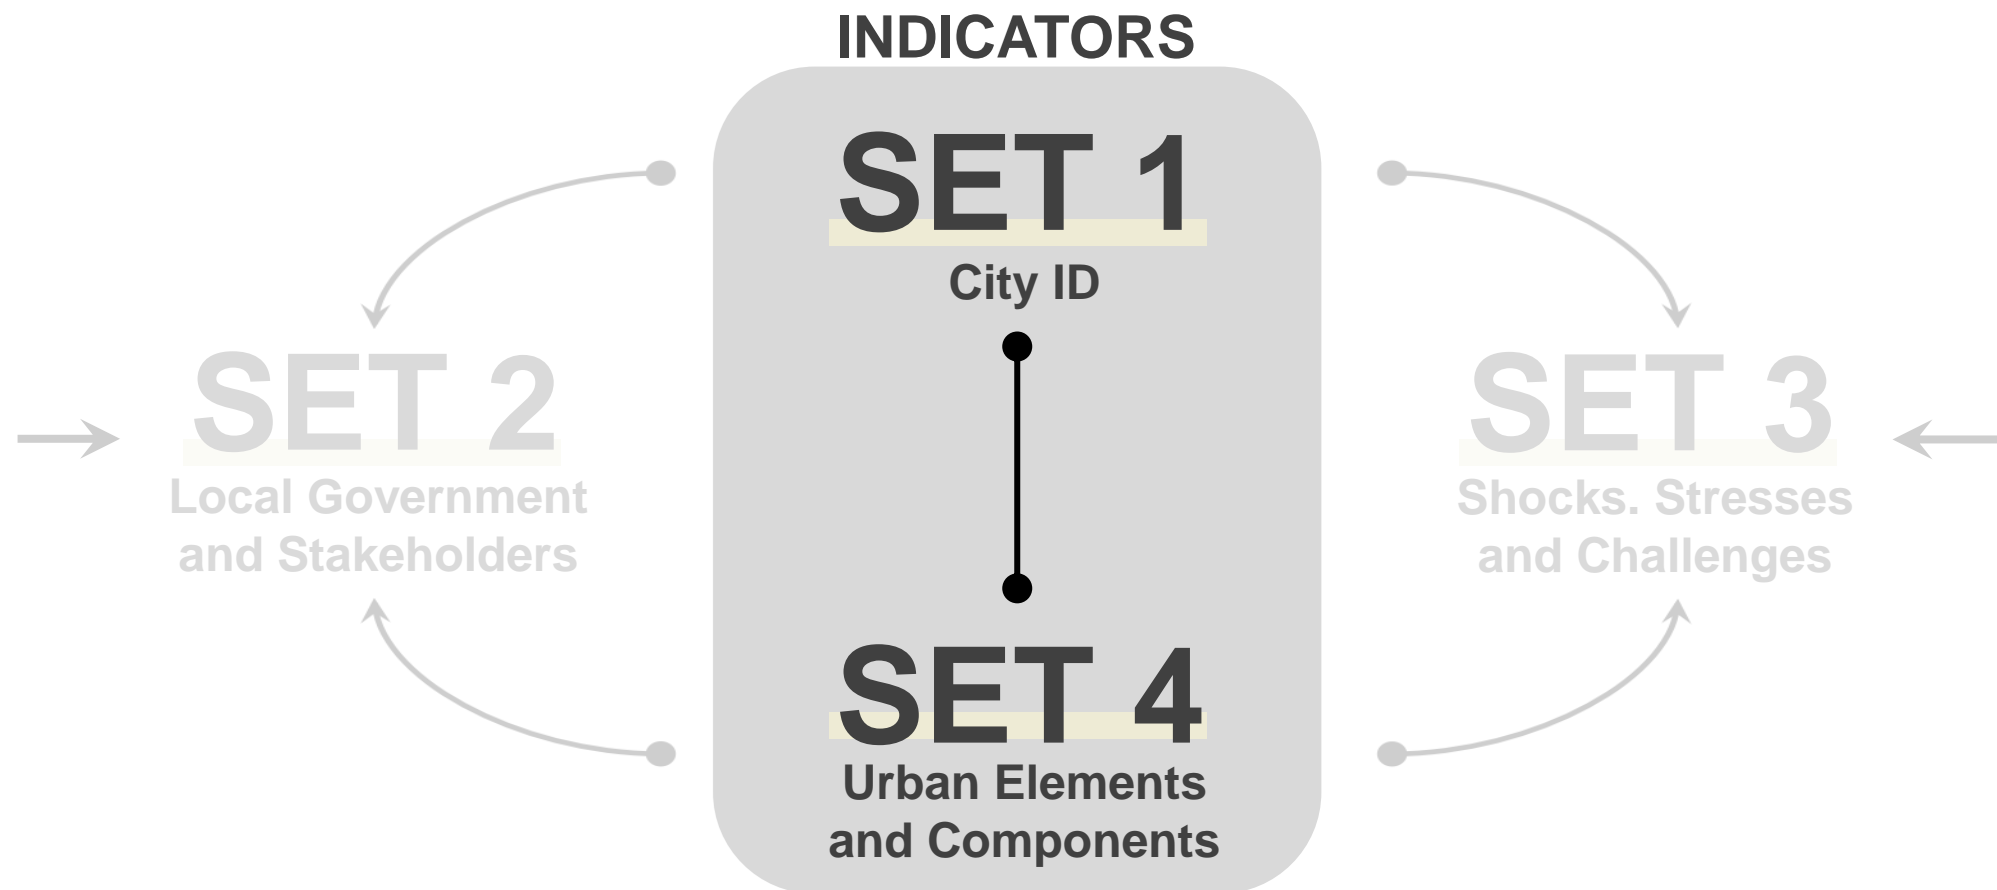 INDICATORS
SET 1
City ID
SET 2
Local Government
and Stakeholders
SET 3
Shocks. Stresses
and Challenges
SET 4
Urban Elements
and Components